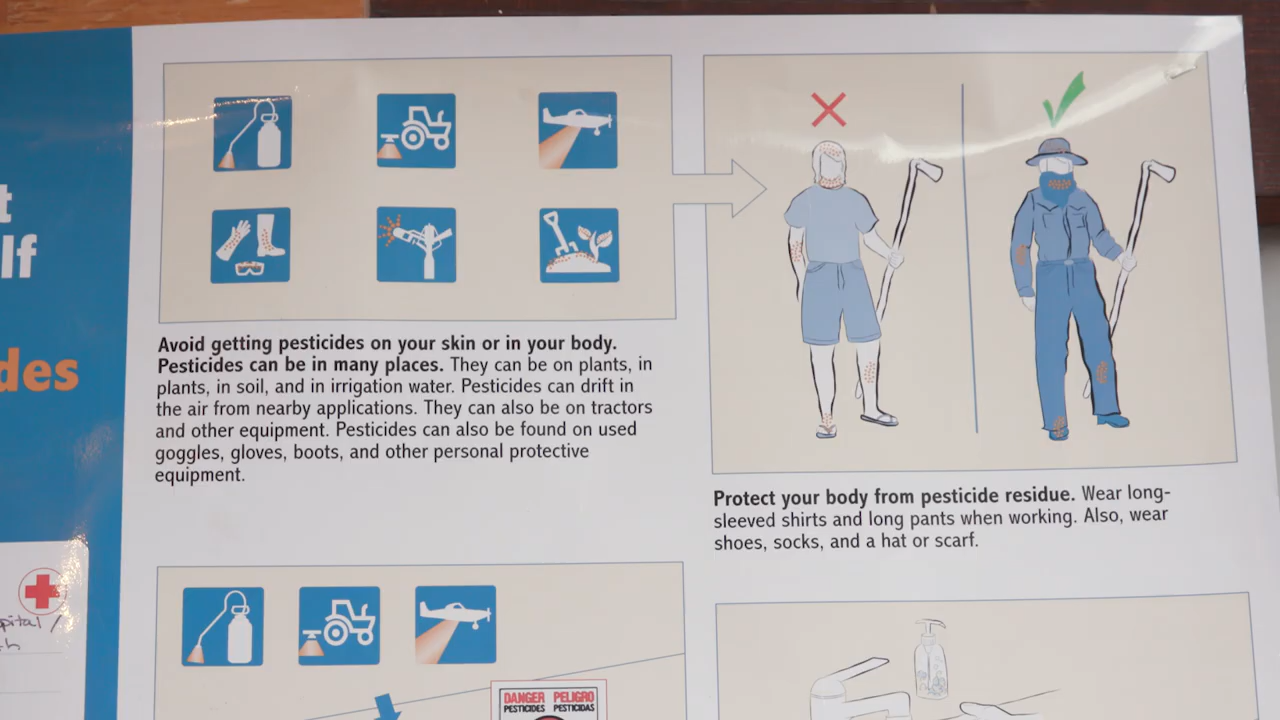 t
lf
des
Avoid getting pesticides on your skin or in your body.
Pesticides can be in many places. They can be on plants, in
plants, in soil, and in irrigation water. Pesticides can drift in
the air from nearby applications. They can also be on tractors
and other equipment. Pesticides can also be found on used
goggles, gloves, boots, and other personal protective
equipment.
Protect your body from pesticide residue. Wear long-
sleeved shirts and long pants when working. Also, wear
shoes, socks, and a hat or scarf.
pital /
DANGER PELIGRO
PESTICIDES PESTICIDAS